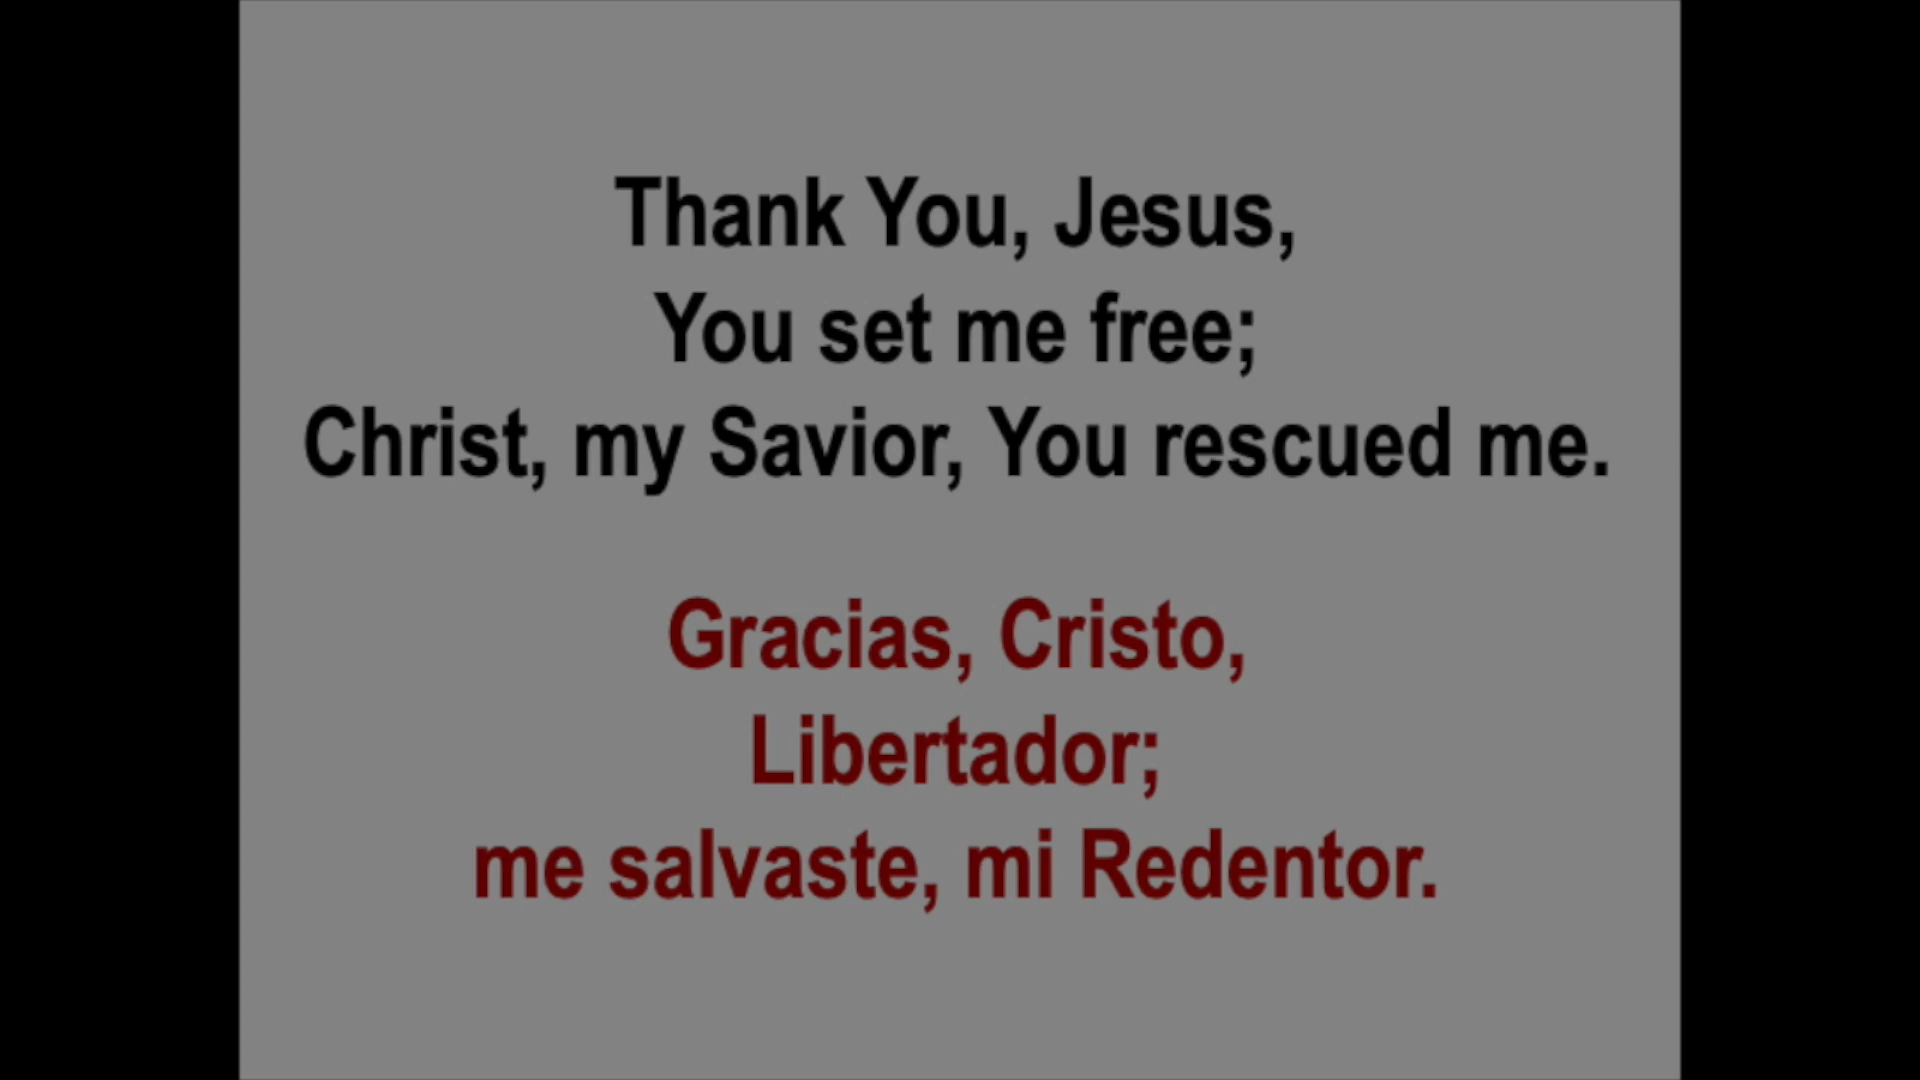 Thank You, Jesus,
You set me free;
Christ, my Savior, You rescued me.
Gracias, Cristo,
Libertador;
me salvaste, mi Redentor.